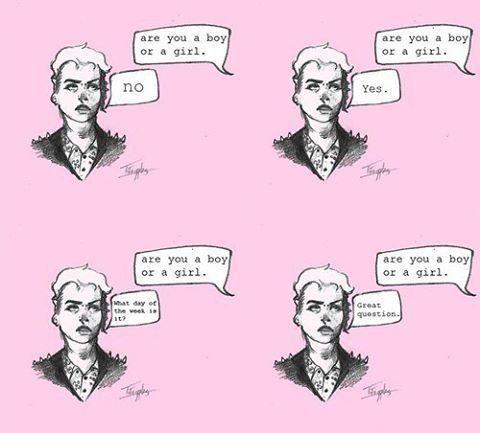 are you a boy
or a girl.
no
are you a boy
or a girl.
Yes.
are you a boy
or a girl.
What day of
the week is
it?
are you a boy
or a girl.
Great
question.